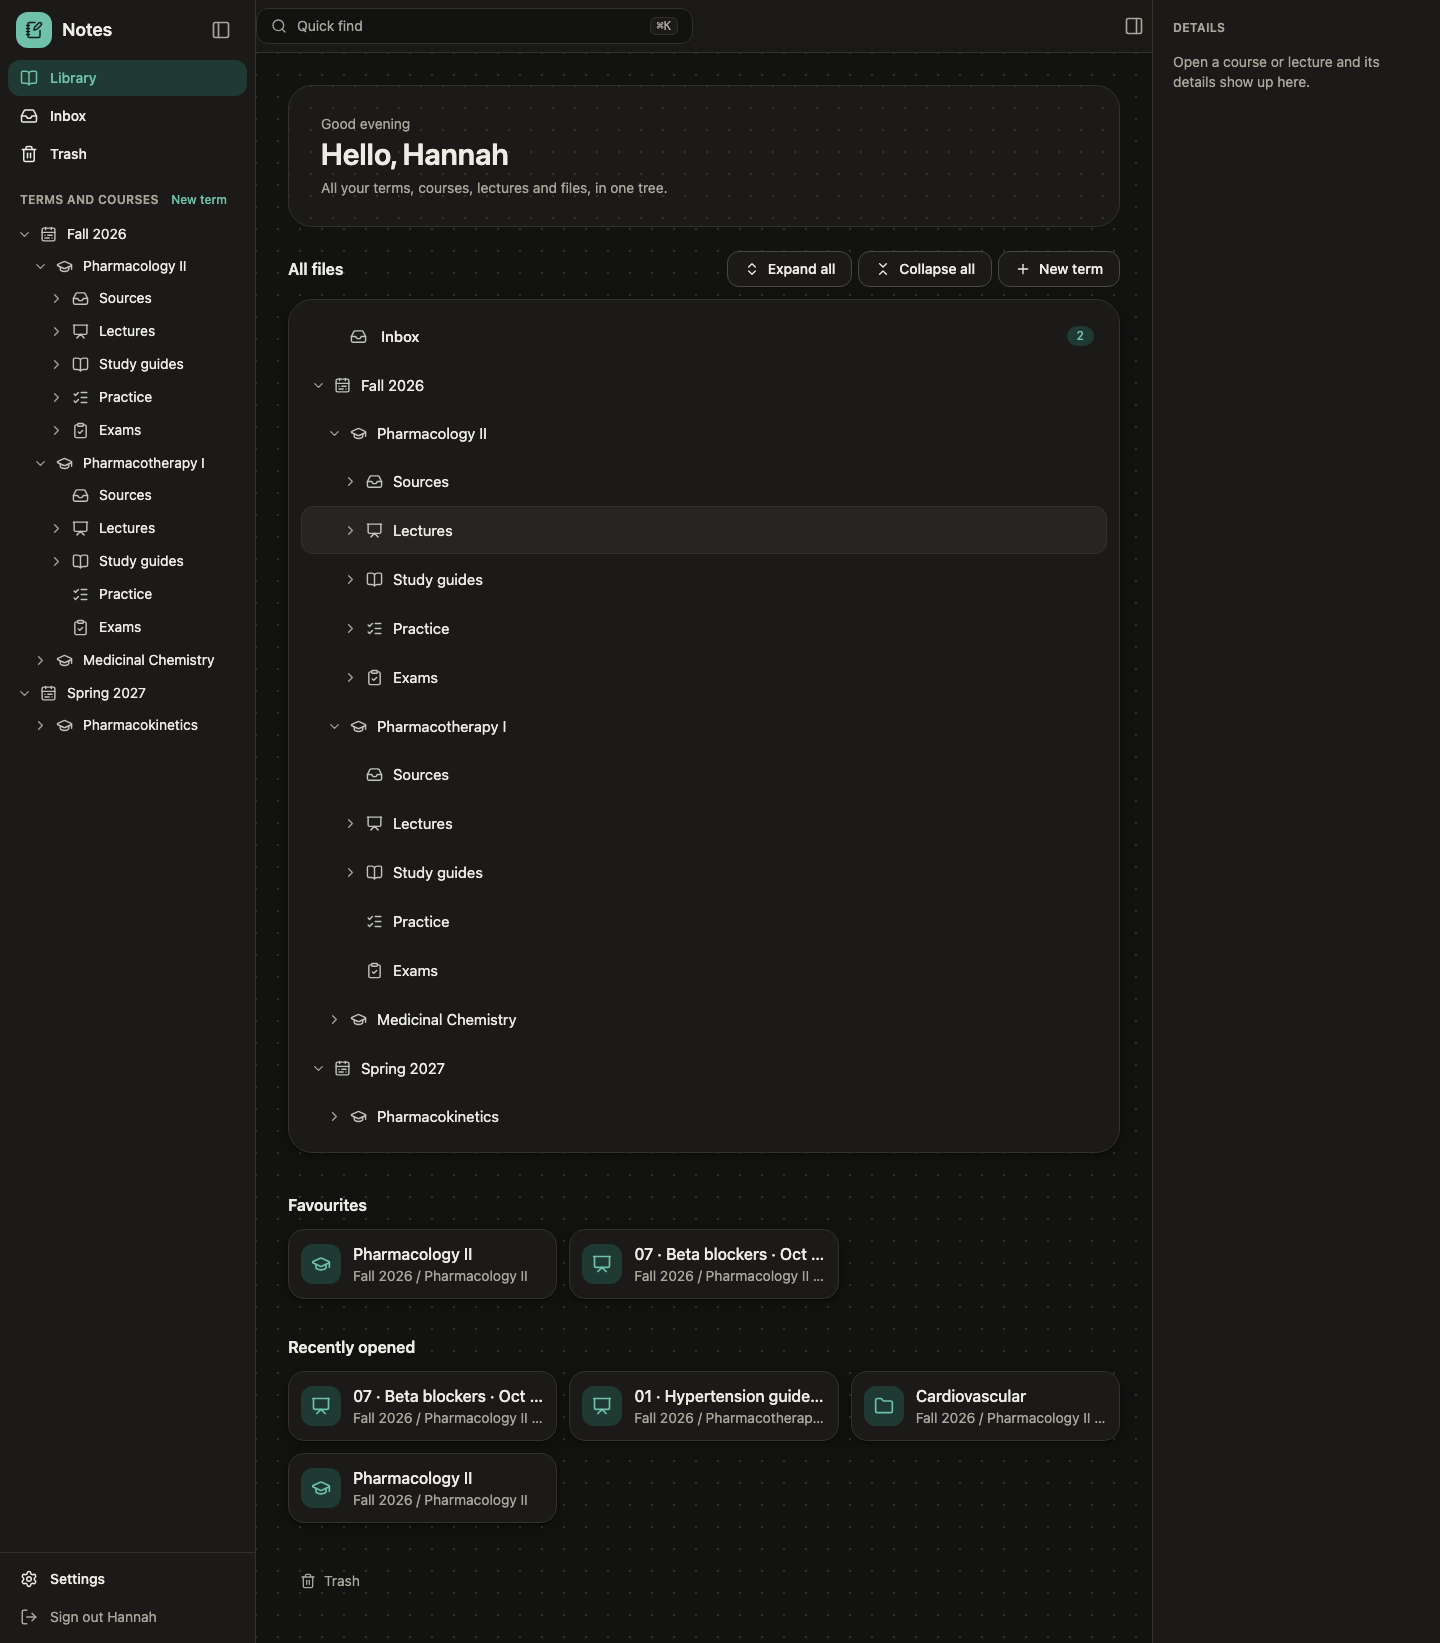 Notes
Library
Inbox
Trash
TERMS AND COURSES New term
Fall 2026
Pharmacology II
Sources
Lectures
Study guides
Practice
Exams
Pharmacotherapy I
Sources
Lectures
Study guides
Practice
Exams
Medicinal Chemistry
Spring 2027
Pharmacokinetics
Settings
Sign out Hannah
Quick find ⌘K
Good evening
Hello, Hannah
All your terms, courses, lectures and files, in one tree.
All files Expand all Collapse all New term
Inbox 2
Fall 2026
Pharmacology II
Sources
Lectures
Study guides
Practice
Exams
Pharmacotherapy I
Sources
Lectures
Study guides
Practice
Exams
Medicinal Chemistry
Spring 2027
Pharmacokinetics
Favourites
Pharmacology II
Fall 2026 / Pharmacology II
07 · Beta blockers · Oct ...
Fall 2026 / Pharmacology II ...
Recently opened
07 · Beta blockers · Oct ...
Fall 2026 / Pharmacology II ...
01 · Hypertension guide...
Fall 2026 / Pharmacotherap...
Cardiovascular
Fall 2026 / Pharmacology II ...
Pharmacology II
Fall 2026 / Pharmacology II
Trash
DETAILS
Open a course or lecture and its
details show up here.